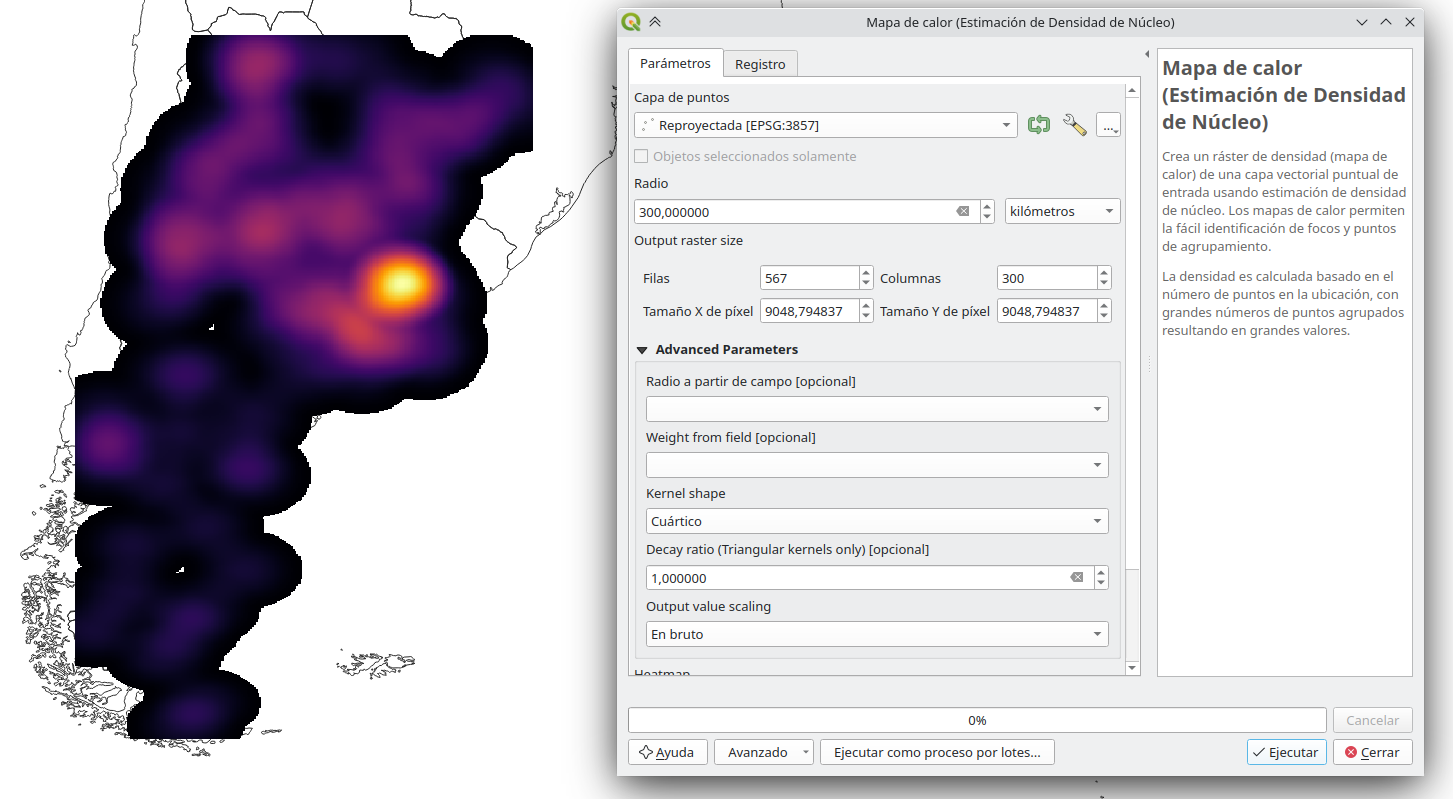 Mapa de calor (Estimación de Densidad de Núcleo)
Parámetros
Registro
Capa de puntos
Reproyectada [EPSG:3857]
...
Objetos seleccionados solamente
Radio
300,000000
kilómetros
Output raster size
Filas
567
Columnas
300
Tamaño X de píxel
9048,794837
Tamaño Y de píxel
9048,794837
Advanced Parameters
Radio a partir de campo [opcional]
Weight from field [opcional]
Kernel shape
Cuártico
Decay ratio (Triangular kernels only) [opcional]
1,000000
Output value scaling
En bruto
Heatmap
Mapa de calor
(Estimación de Densidad
de Núcleo)
Crea un ráster de densidad (mapa de
calor) de una capa vectorial puntual de
entrada usando estimación de densidad
de núcleo. Los mapas de calor permiten
la fácil identificación de focos y puntos
de agrupamiento.
La densidad es calculada basado en el
número de puntos en la ubicación, con
grandes números de puntos agrupados
resultando en grandes valores.
0%
Cancelar
Ayuda
Avanzado
Ejecutar como proceso por lotes...
Ejecutar
Cerrar